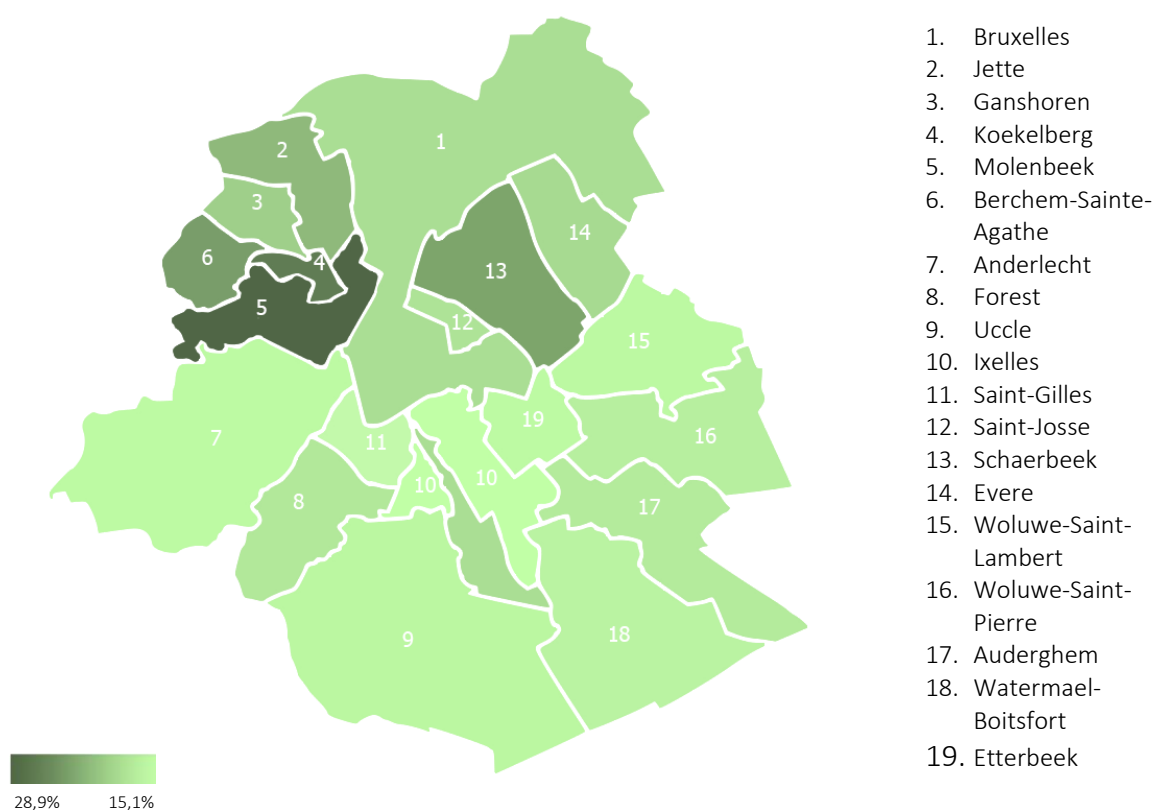 1. Bruxelles
2. Jette
3. Ganshoren
4. Koekelberg
5. Molenbeek
6. Berchem-Sainte-
Agathe
7. Anderlecht
8. Forest
9. Uccle
10. Ixelles
11. Saint-Gilles
12. Saint-Josse
13. Schaerbeek
14. Evere
15. Woluwe-Saint-
Lambert
16. Woluwe-Saint-
Pierre
17. Auderghem
18. Watermael-
Boitsfort
19. Etterbeek
1
2
3
14
6
4
13
5
12
15
19
7
11
16
10
10
8
17
9
18
28,9% 15,1%